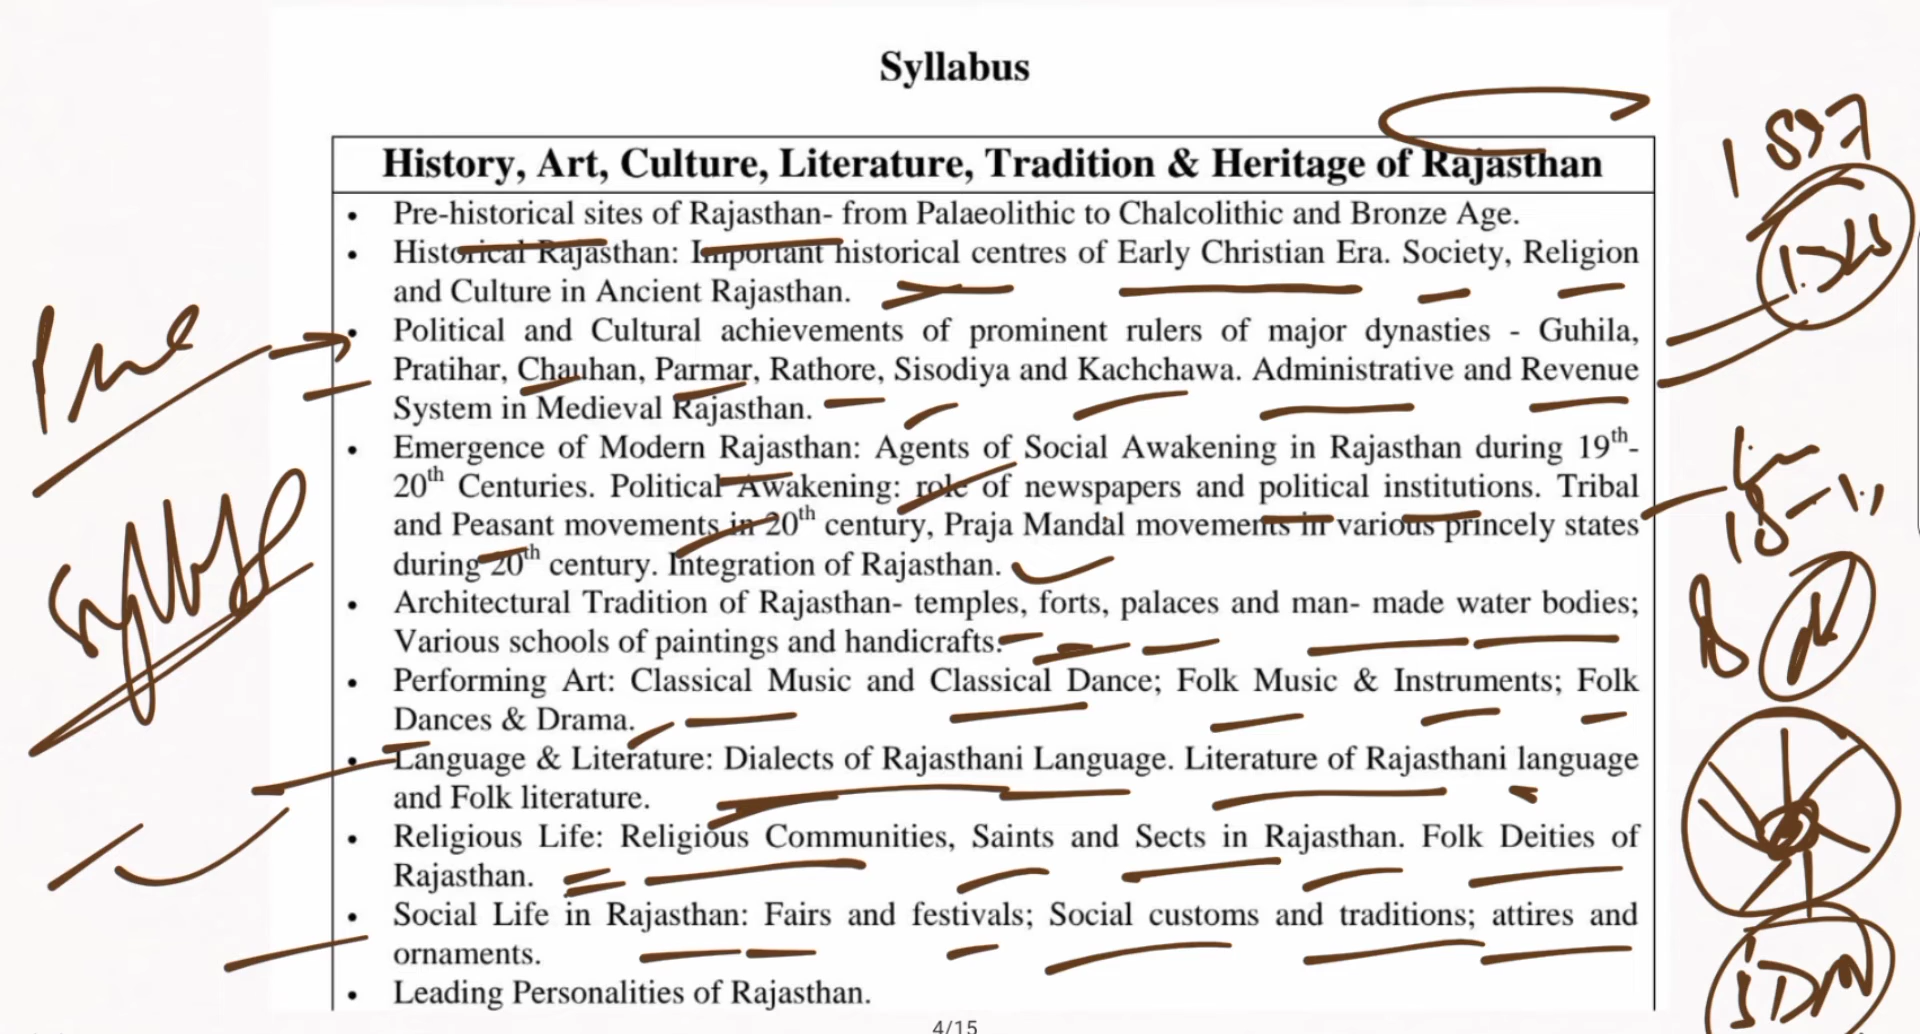 Syllabus
History, Art, Culture, Literature, Tradition & Heritage of Rajasthan
• Pre-historical sites of Rajasthan- from Palaeolithic to Chalcolithic and Bronze Age.
• Historical Rajasthan: Important historical centres of Early Christian Era. Society, Religion
and Culture in Ancient Rajasthan.
• Political and Cultural achievements of prominent rulers of major dynasties - Guhila,
Pratihar, Chauhan, Parmar, Rathore, Sisodiya and Kachchawa. Administrative and Revenue
System in Medieval Rajasthan.
• Emergence of Modern Rajasthan: Agents of Social Awakening in Rajasthan during 19th-
20th Centuries. Political Awakening: role of newspapers and political institutions. Tribal
and Peasant movements in 20th century, Praja Mandal movements in various princely states
during 20th century. Integration of Rajasthan.
• Architectural Tradition of Rajasthan- temples, forts, palaces and man- made water bodies;
Various schools of paintings and handicrafts.
• Performing Art: Classical Music and Classical Dance; Folk Music & Instruments; Folk
Dances & Drama.
• Language & Literature: Dialects of Rajasthani Language. Literature of Rajasthani language
and Folk literature.
• Religious Life: Religious Communities, Saints and Sects in Rajasthan. Folk Deities of
Rajasthan.
• Social Life in Rajasthan: Fairs and festivals; Social customs and traditions; attires and
ornaments.
• Leading Personalities of Rajasthan.
4/15
Pre
Syllabus
SDM